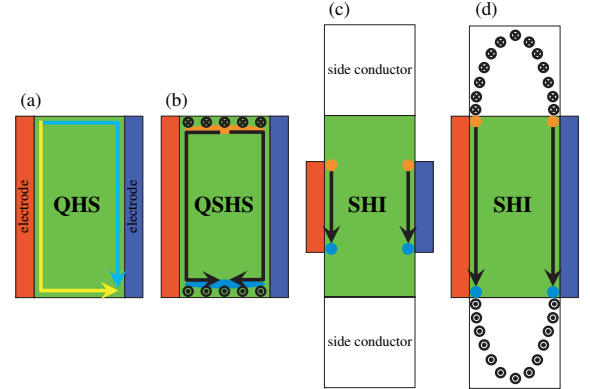 (c)
(d)
side conductor
(a)
(b)
electrode
QHS
electrode
QSHS
SHI
SHI
side conductor